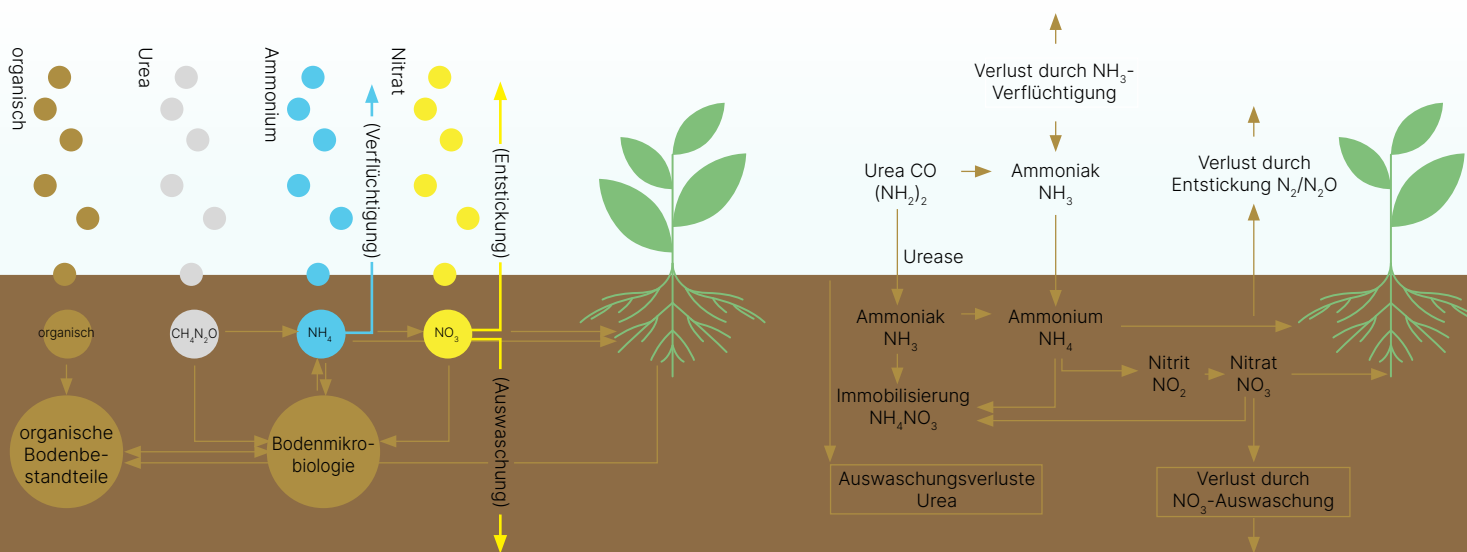 organisch
Urea
Ammonium
Nitrat
(Verflüchtigung)
(Entstickung)
organisch
CH₄N₂O
NH₄
NO₃
(Auswaschung)
organische
Bodenbe-
standteile
Bodenmikro-
biologie
Verlust durch NH₃-
Verflüchtigung
Urea CO
(NH₂)₂
Ammoniak
NH₃
Verlust durch
Entstickung N₂/N₂O
Urease
Ammoniak
NH₃
Ammonium
NH₄
Nitrit
NO₂
Nitrat
NO₃
Immobilisierung
NH₄NO₃
Auswaschungsverluste
Urea
Verlust durch
NO₃-Auswaschung